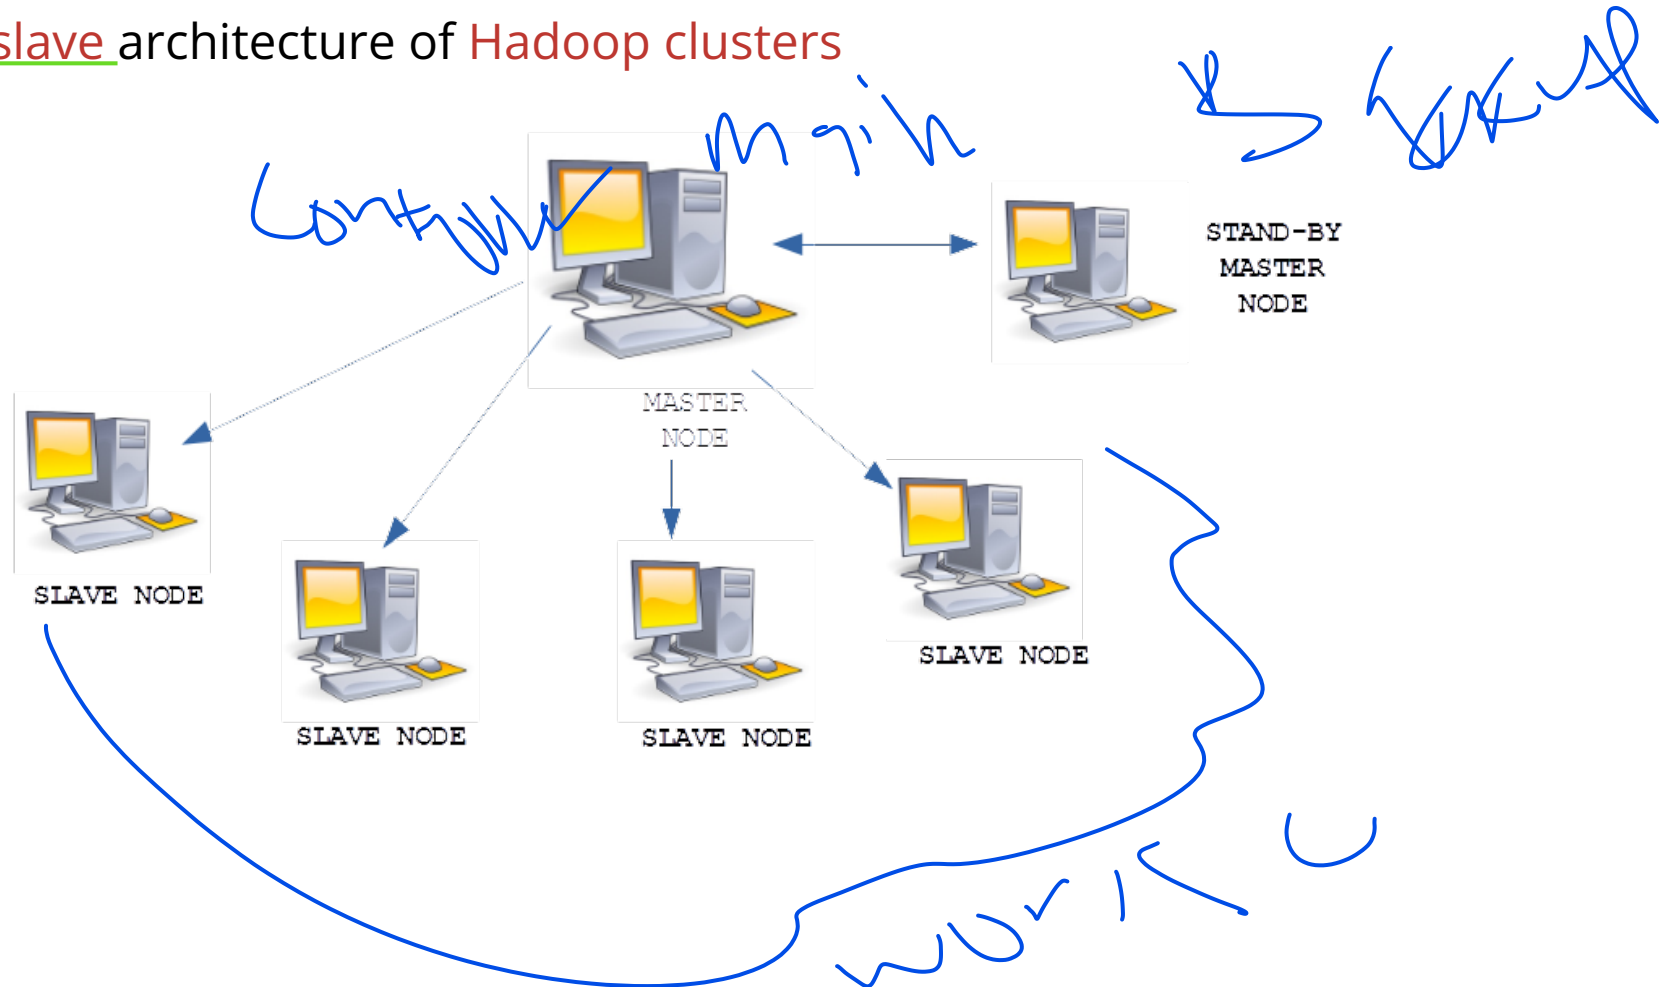 slave architecture of Hadoop clusters
main
STAND-BY
MASTER
NODE
MASTER
NODE
SLAVE NODE
SLAVE NODE
SLAVE NODE
SLAVE NODE
work